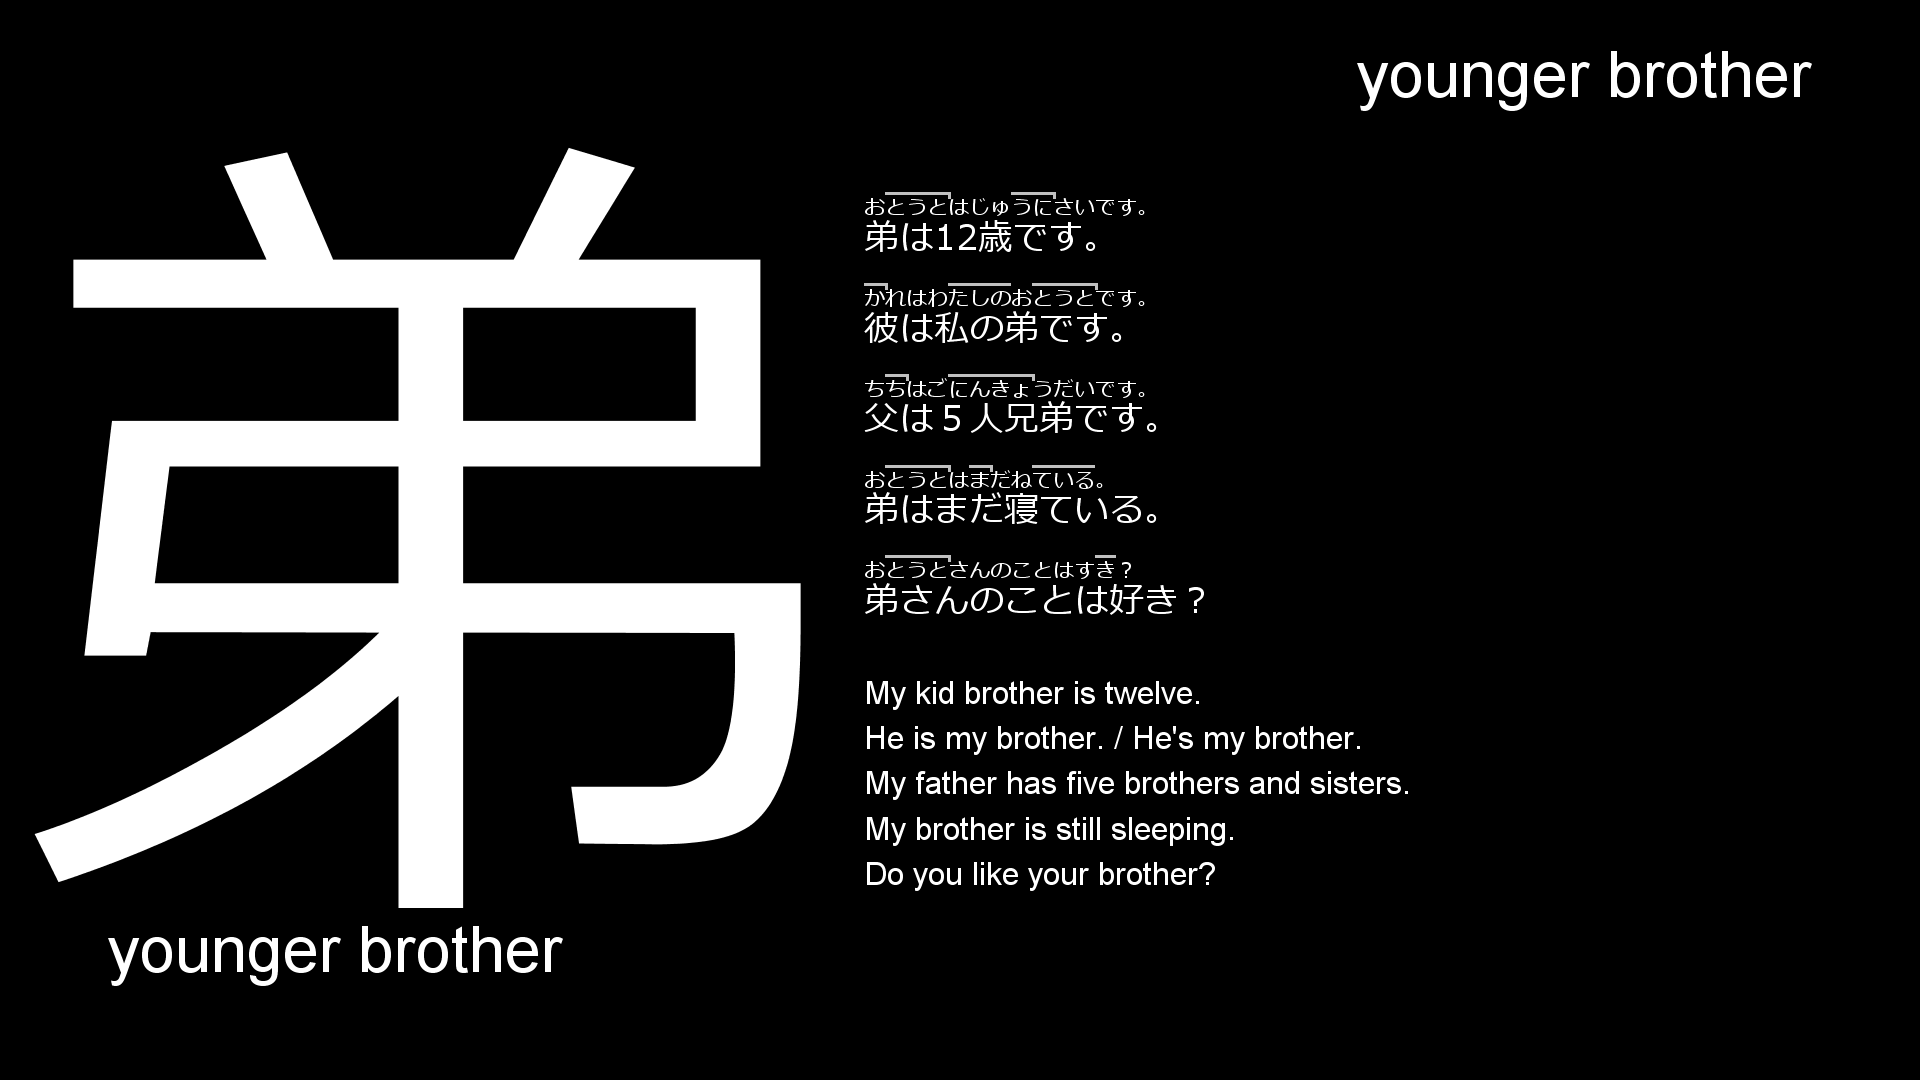 younger brother
弟
younger brother
おとうとはじゅうにさいです。
弟は12歳です。
かれはわたしのおとうとです。
彼は私の弟です。
ちちはごにんきょうだいです。
父は５人兄弟です。
おとうとはまだねている。
弟はまだ寝ている。
おとうとさんのことはすき？
弟さんのことは好き？
My kid brother is twelve.
He is my brother. / He's my brother.
My father has five brothers and sisters.
My brother is still sleeping.
Do you like your brother?